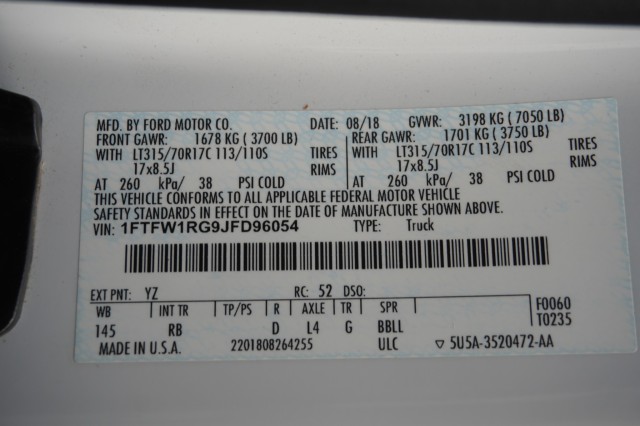 MFD. BY FORD MOTOR CO. DATE: 08/18 GVWR: 3198 KG ( 7050 LB)
FRONT GAWR: 1678 KG ( 3700 LB) REAR GAWR: 1701 KG ( 3750 LB)
WITH LT315/70R17C 113/110S TIRES WITH LT315/70R17C 113/110S TIRES
17x8.5J RIMS 17x8.5J RIMS
AT 260 kPa/ 38 PSI COLD AT 260 kPa/ 38 PSI COLD
THIS VEHICLE CONFORMS TO ALL APPLICABLE FEDERAL MOTOR VEHICLE
SAFETY STANDARDS IN EFFECT ON THE DATE OF MANUFACTURE SHOWN ABOVE.
VIN: 1FTFW1RG9JFD96054 TYPE: Truck
EXT PNT: YZ RC: 52 DSO:
WB INT TR TP/PS R AXLE TR SPR F0060
145 RB D L4 G BBLL T0235
MADE IN U.S.A. 2201808264255 ULC ▽ 5U5A-3520472-AA